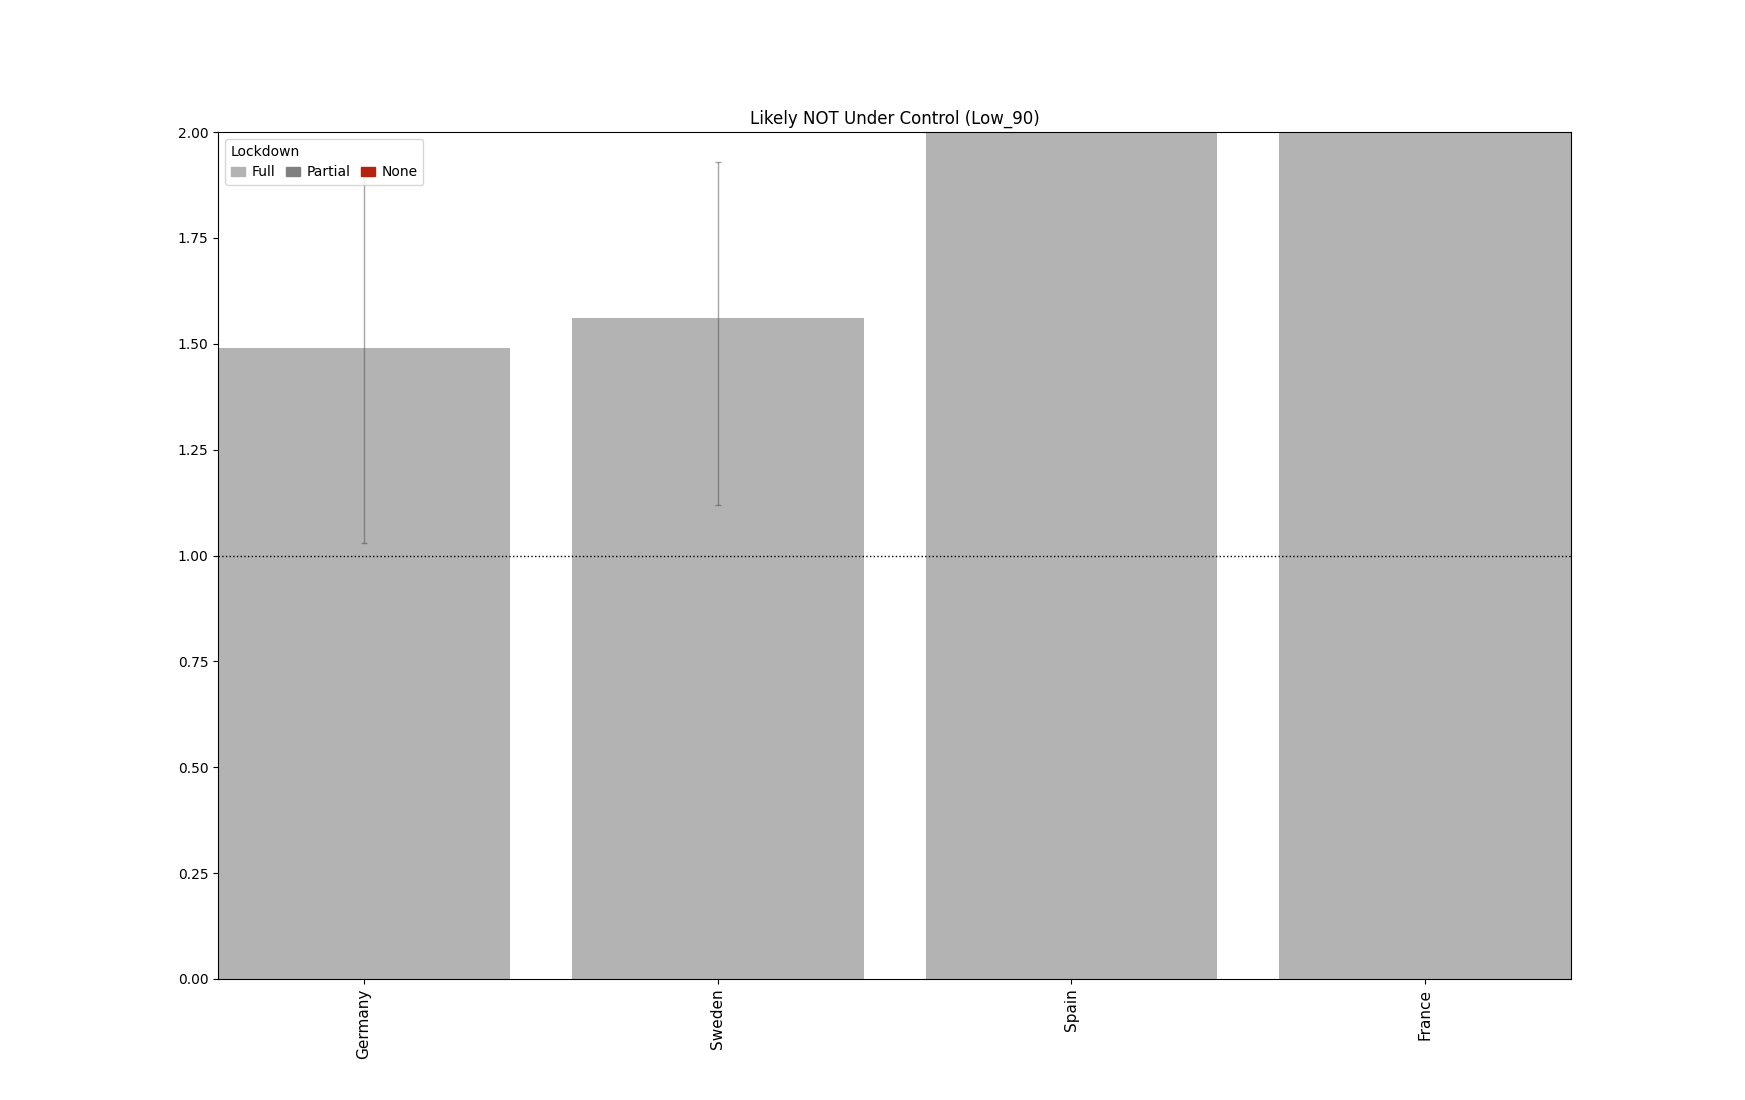 Likely NOT Under Control (Low_90)
Lockdown
Full Partial None
2.00
1.75
1.50
1.25
1.00
0.75
0.50
0.25
0.00
Germany
Sweden
Spain
France